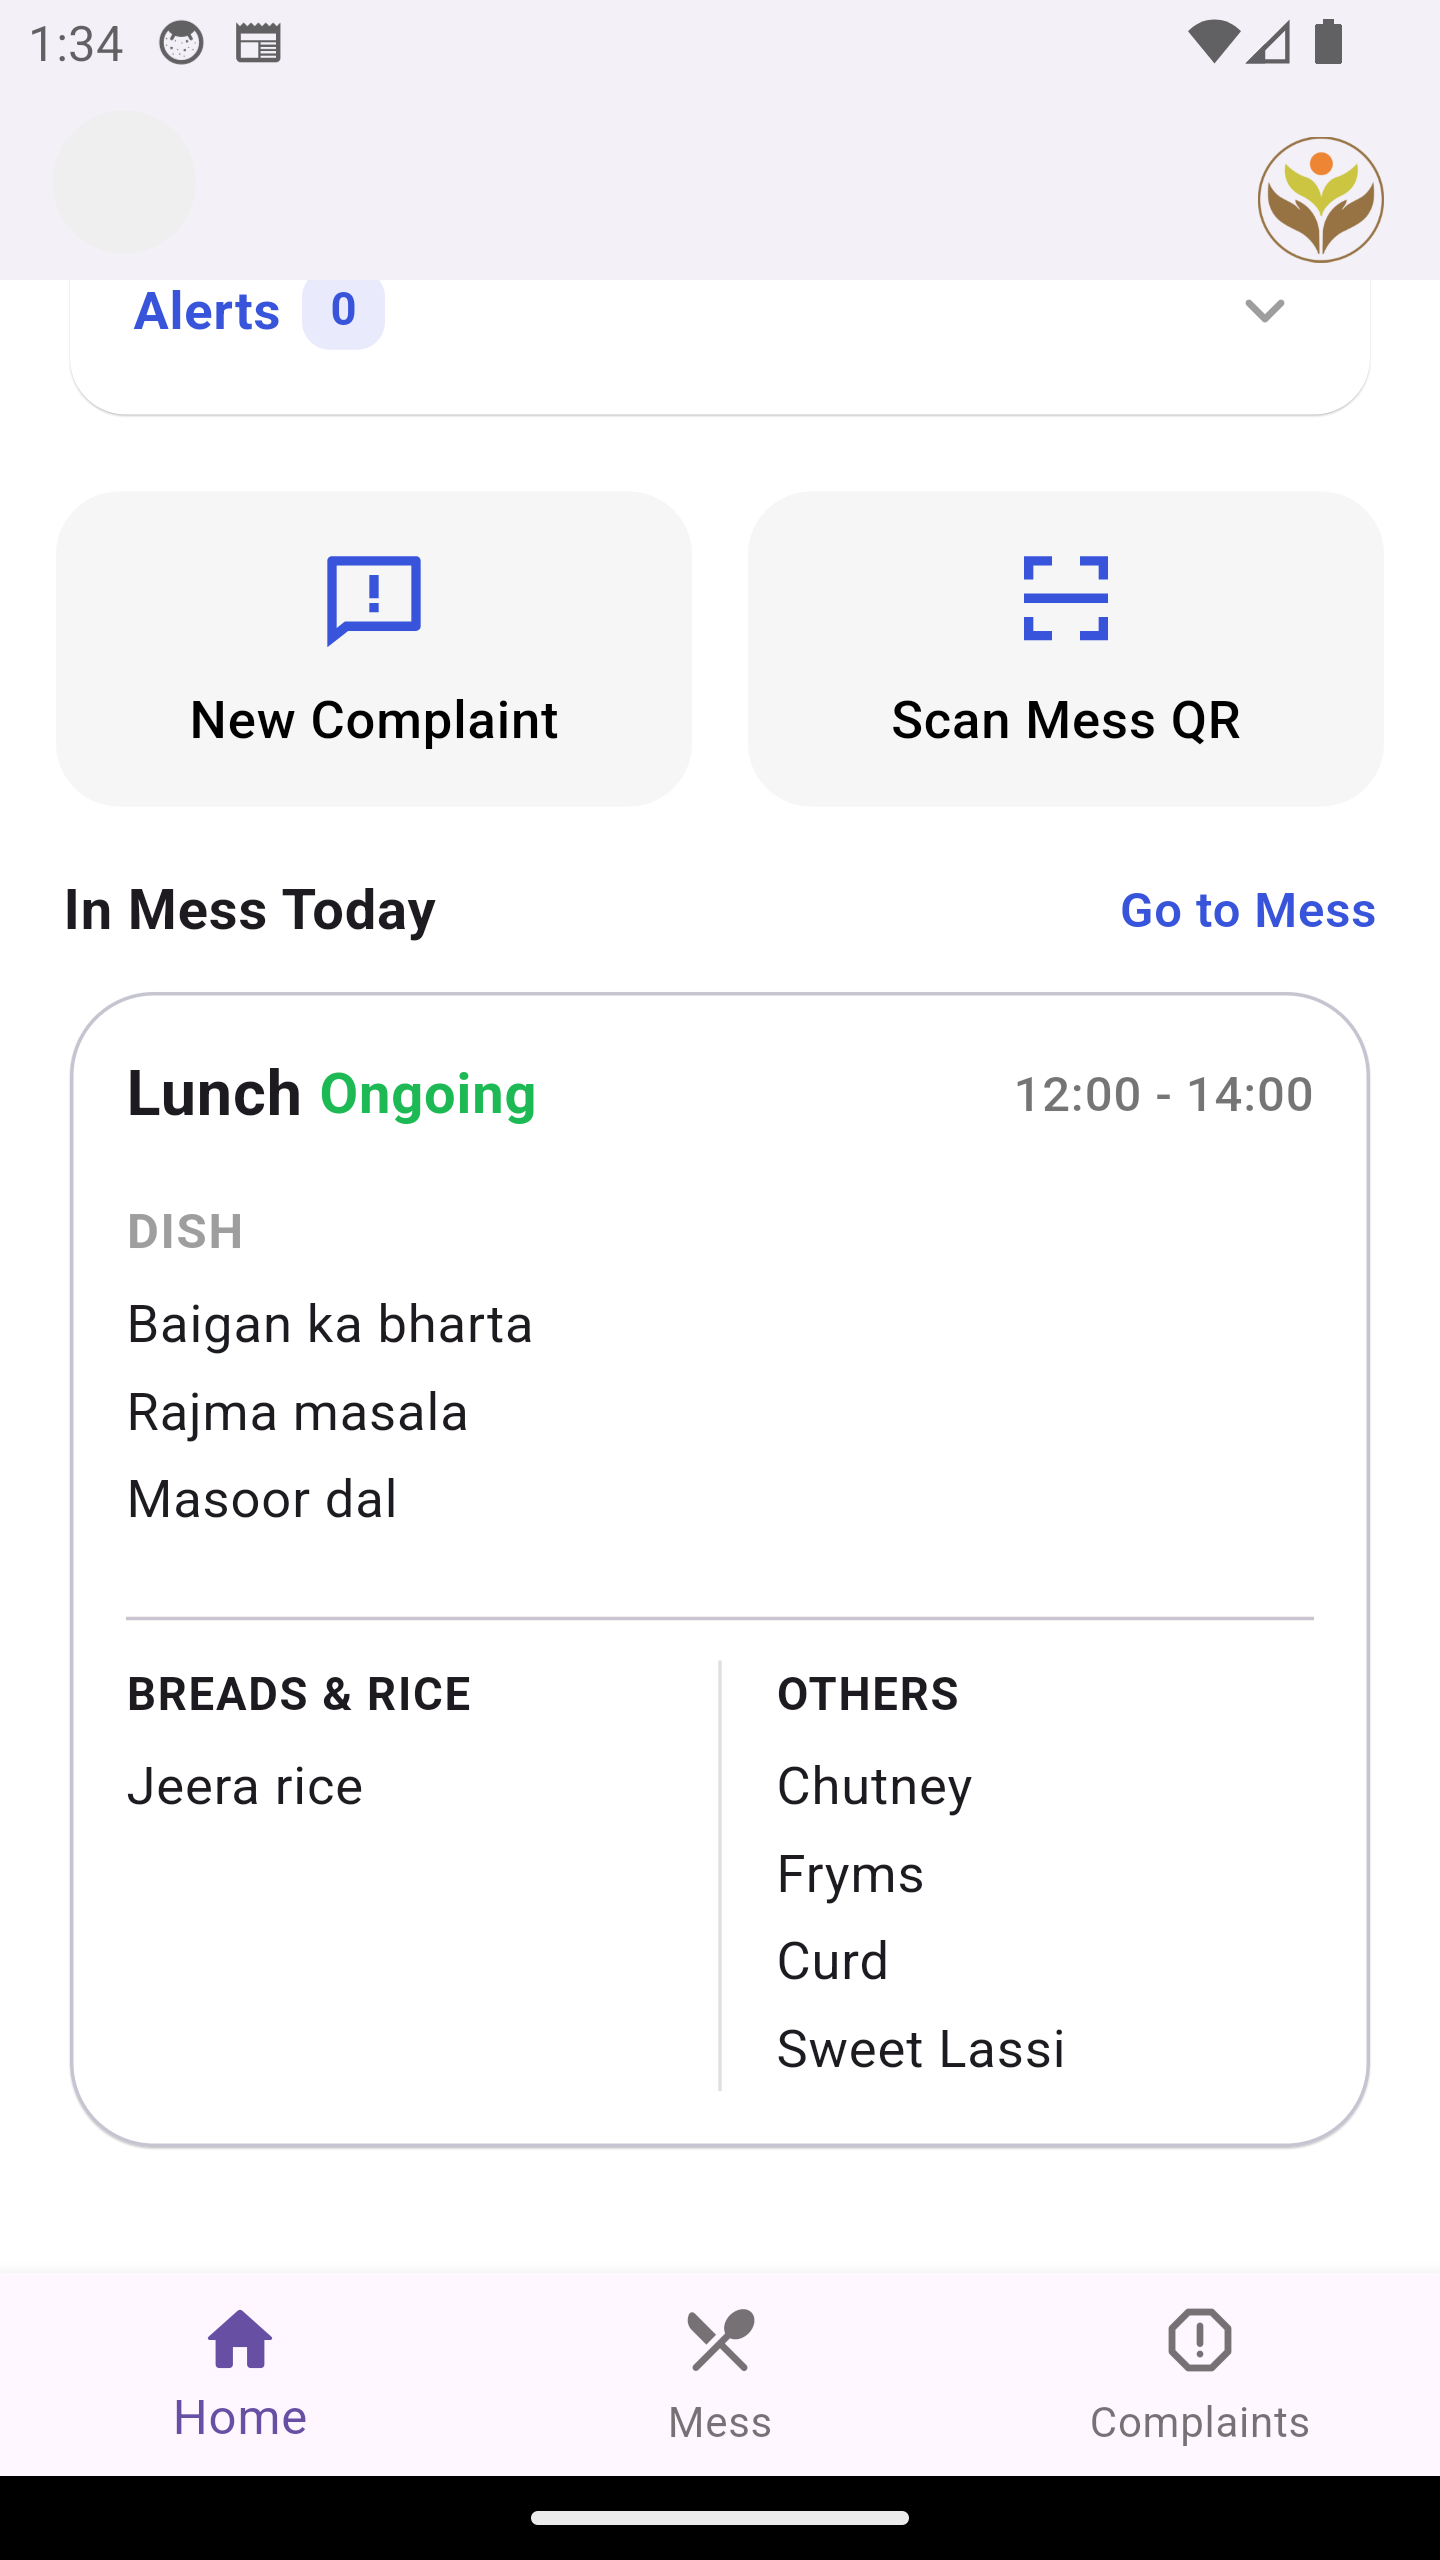 1:34
Alerts 0
New Complaint
Scan Mess QR
In Mess Today
Go to Mess
Lunch Ongoing
12:00 - 14:00
DISH
Baigan ka bharta
Rajma masala
Masoor dal
BREADS & RICE
Jeera rice
OTHERS
Chutney
Fryms
Curd
Sweet Lassi
Home
Mess
Complaints